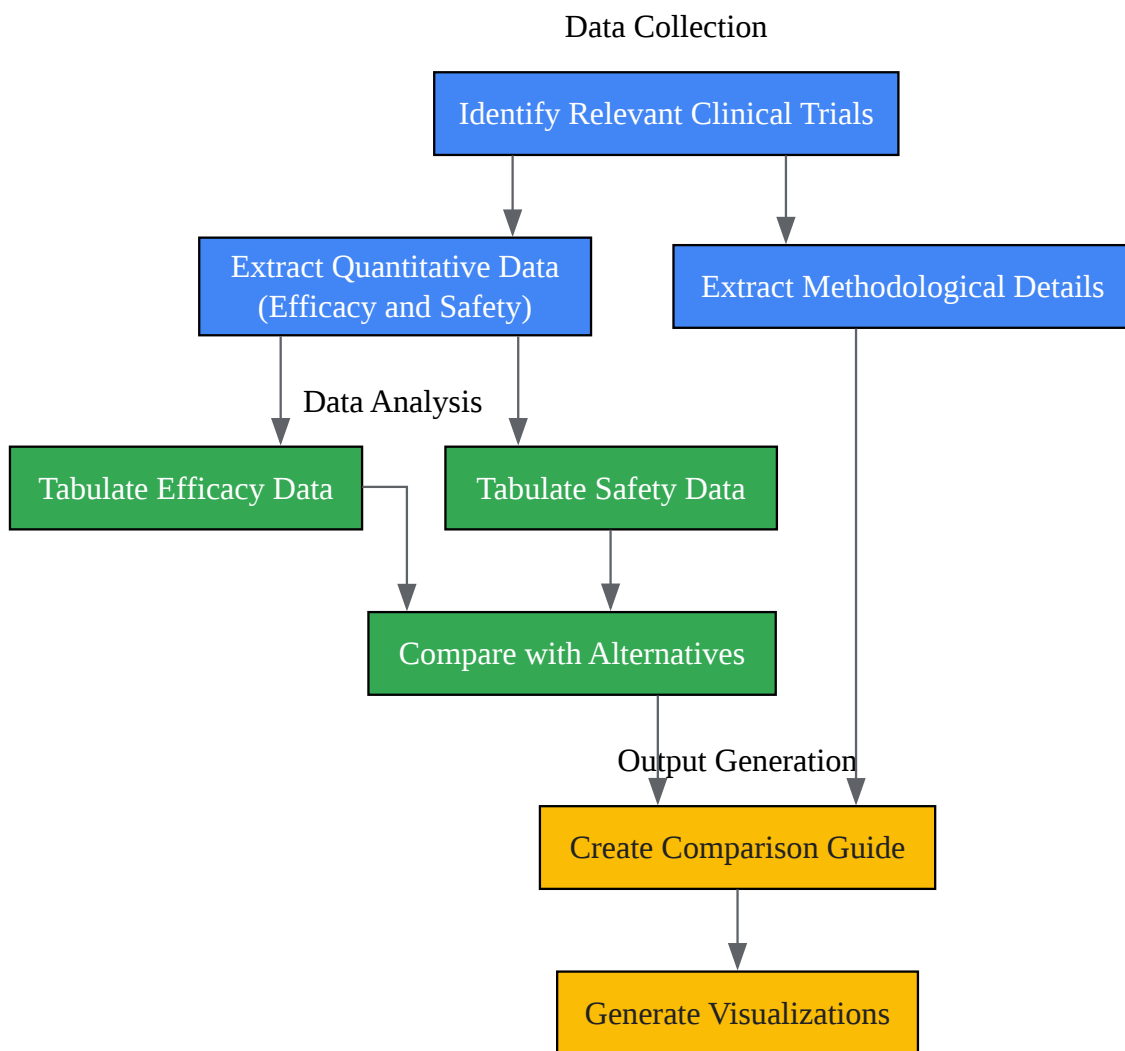 Data Collection
Identify Relevant Clinical Trials
Extract Quantitative Data
(Efficacy and Safety)
Extract Methodological Details
Data Analysis
Tabulate Efficacy Data
Tabulate Safety Data
Compare with Alternatives
Output Generation
Create Comparison Guide
Generate Visualizations